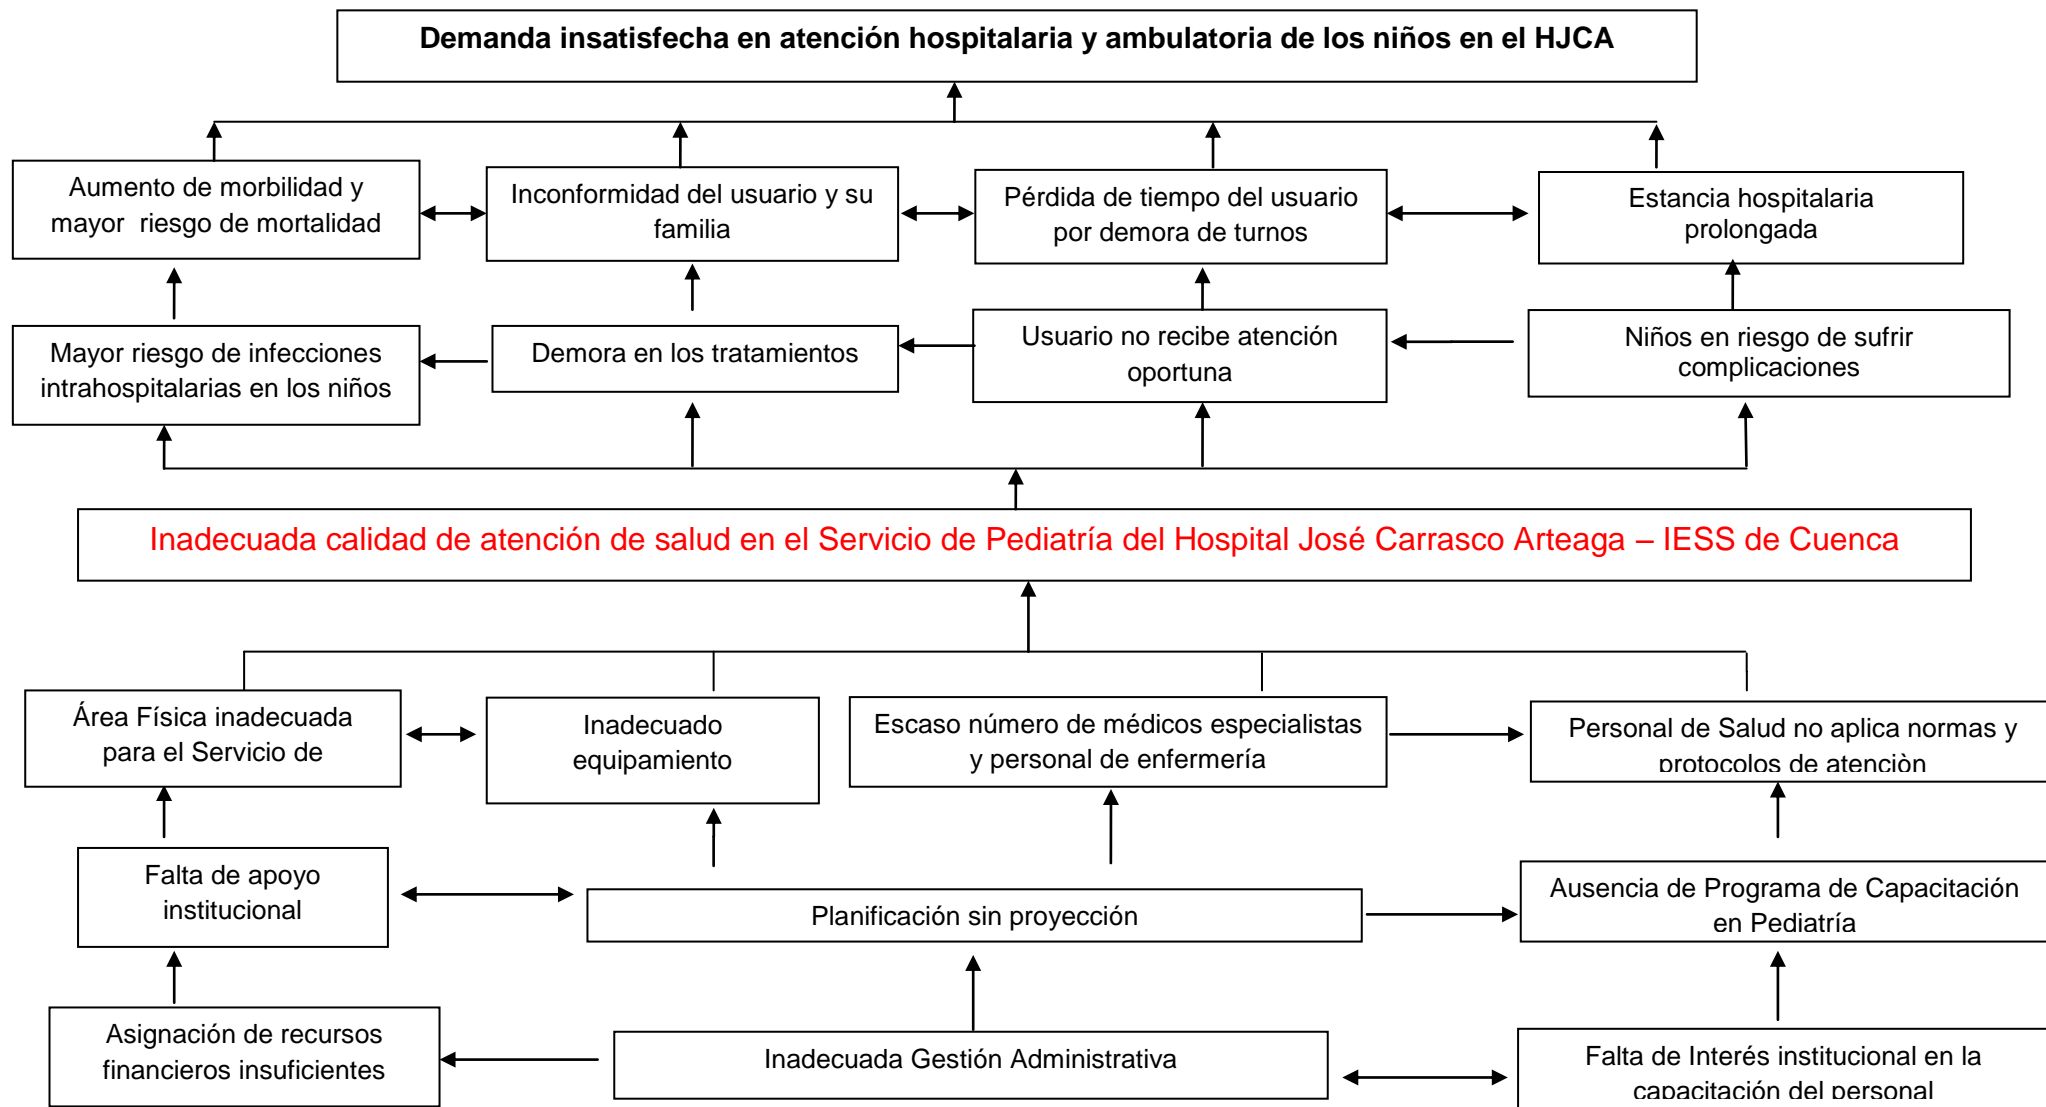 Demanda insatisfecha en atención hospitalaria y ambulatoria de los niños en el HJCA
Aumento de morbilidad y
mayor riesgo de mortalidad
Inconformidad del usuario y su
familia
Pérdida de tiempo del usuario
por demora de turnos
Estancia hospitalaria
prolongada
Mayor riesgo de infecciones
intrahospitalarias en los niños
Demora en los tratamientos
Usuario no recibe atención
oportuna
Niños en riesgo de sufrir
complicaciones
Inadecuada calidad de atención de salud en el Servicio de Pediatría del Hospital José Carrasco Arteaga – IESS de Cuenca
Área Física inadecuada
para el Servicio de
Inadecuado
equipamiento
Escaso número de médicos especialistas
y personal de enfermería
Personal de Salud no aplica normas y
protocolos de atenciòn
Falta de apoyo
institucional
Planificación sin proyección
Ausencia de Programa de Capacitación
en Pediatría
Asignación de recursos
financieros insuficientes
Inadecuada Gestión Administrativa
Falta de Interés institucional en la
capacitación del personal